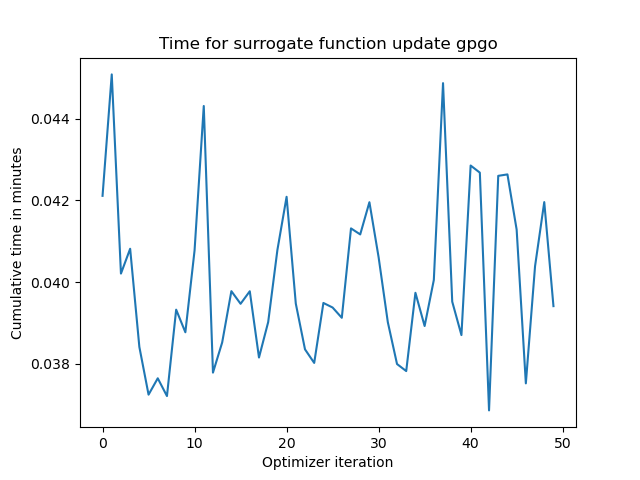 Time for surrogate function update gpgo
Cumulative time in minutes
0.044
0.042
0.040
0.038
0 10 20 30 40 50
Optimizer iteration